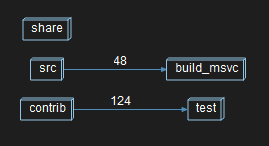 share
48
src
build_msvc
124
contrib
test